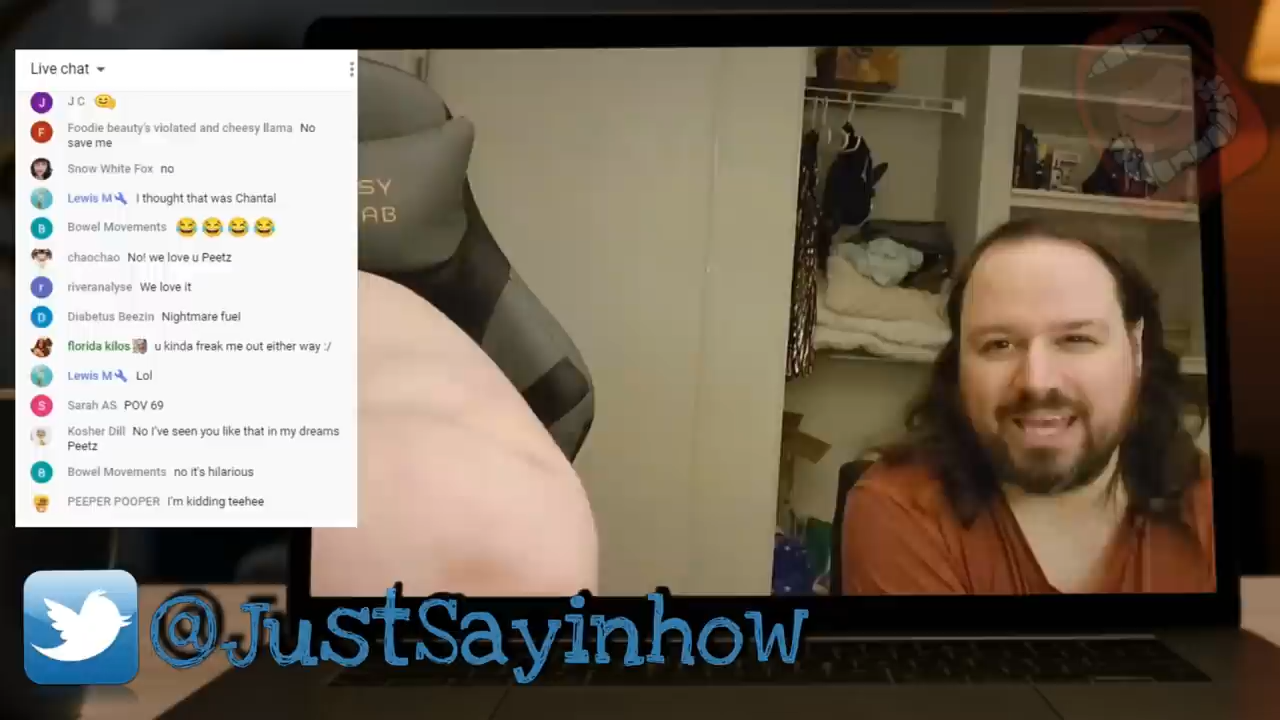 Live chat
J C
Foodie beauty's violated and cheesy llama No
save me
Snow White Fox no
Lewis M I thought that was Chantal
Bowel Movements
chaochao No! we love u Peetz
riveranalyse We love it
Diabetus Beezin Nightmare fuel
florida kilos u kinda freak me out either way :/
Lewis M Lol
Sarah AS POV 69
Kosher Dill No I've seen you like that in my dreams
Peetz
Bowel Movements no it's hilarious
PEEPER POOPER I'm kidding teehee
SY
AB
@JustSayinhow